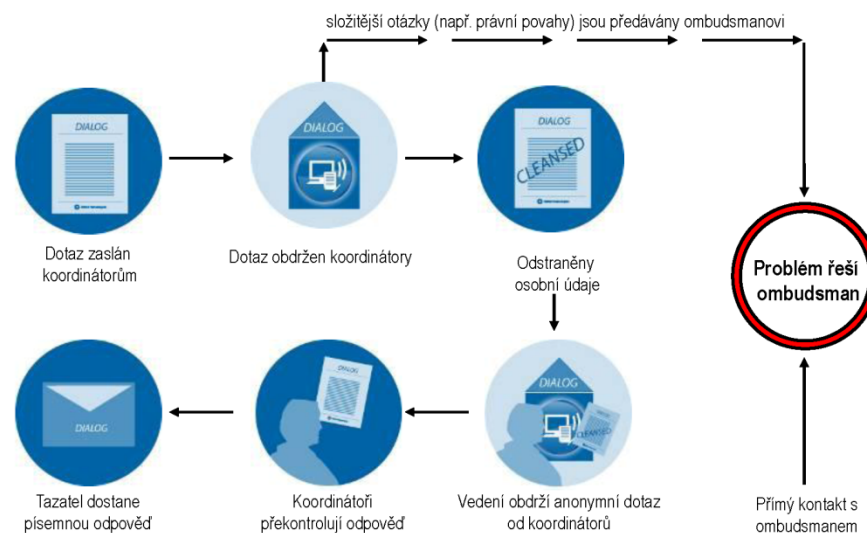 složitější otázky (např. právní povahy) jsou předávány ombudsmanovi
DIALOG
DIALOG
DIALOG
CLEANSED
Dotaz zaslán
koordinátorům
Dotaz obdržen koordinátory
Odstraněny
osobní údaje
Problém řeší
ombudsman
DIALOG
DIALOG
CLEANSED
Tazatel dostane
písemnou odpověď
Koordinátoři
překontrolují odpověď
Vedení obdrží anonymní dotaz
od koordinátorů
Přímý kontakt s
ombudsmanem